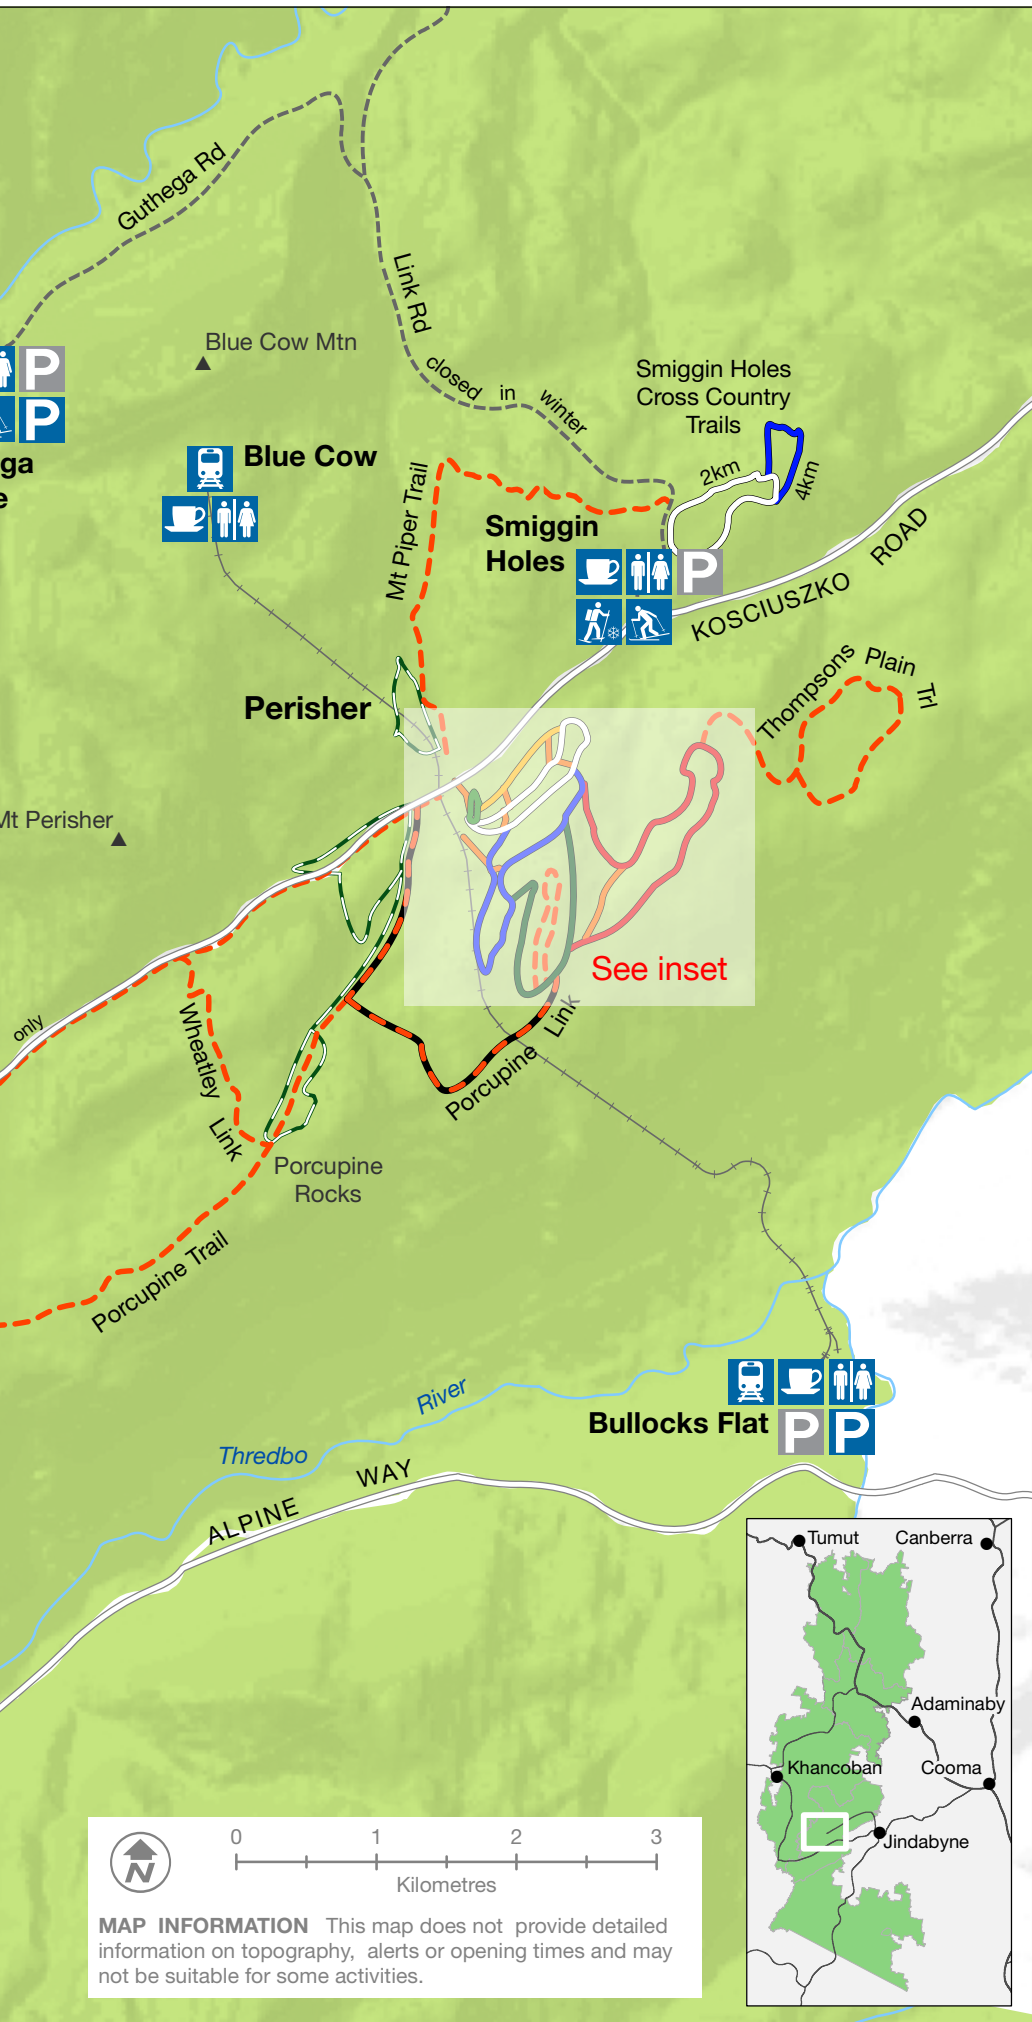 Guthega Rd
Link Rd
Blue Cow Mtn
closed in winter
Smiggin Holes
Cross Country
Trails
P
P
ga
e
Blue Cow
2km
4km
Mt Piper Trail
Smiggin
Holes
P
KOSCIUSZKO ROAD
Thompsons Plain Trl
Perisher
Mt Perisher
See inset
only
Wheatley Link
Porcupine Link
Porcupine
Rocks
Porcupine Trail
Bullocks Flat
P P
Thredbo River
ALPINE WAY
Tumut
Canberra
Adaminaby
Khancoban
Cooma
Jindabyne
0 1 2 3
Kilometres
N
MAP INFORMATION This map does not provide detailed
information on topography, alerts or opening times and may
not be suitable for some activities.